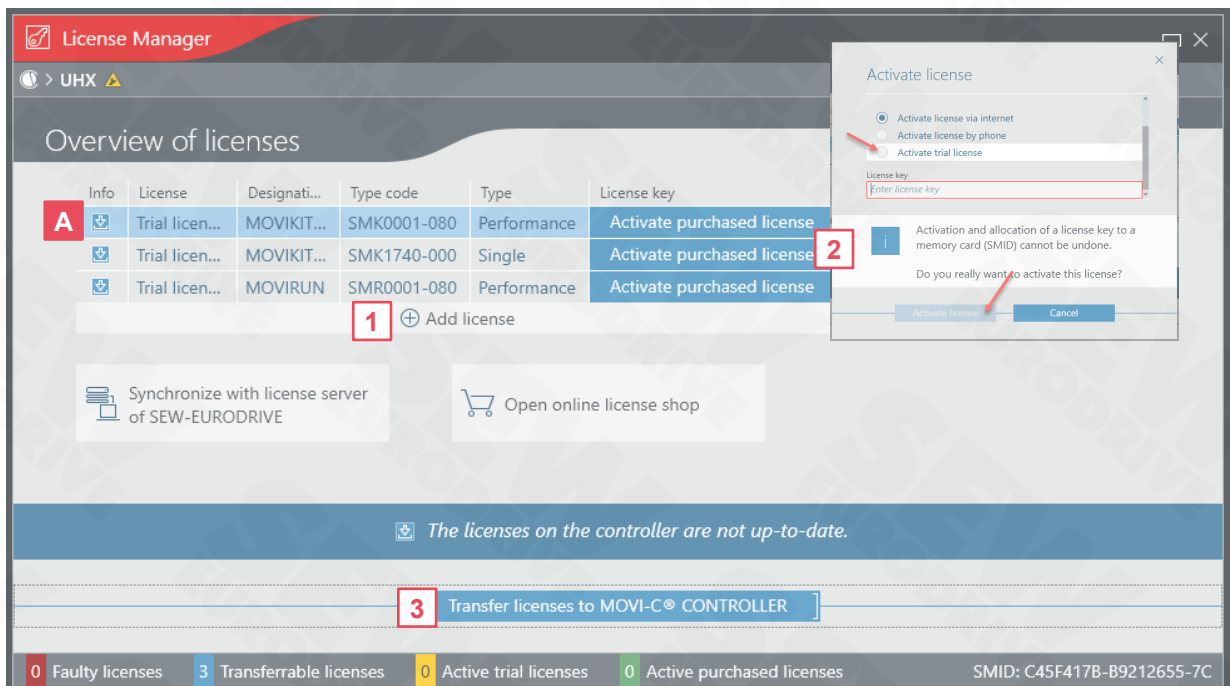 License Manager
> UHX
Overview of licenses
Info License Designati... Type code Type License key
A Trial licen... MOVIKIT... SMK0001-080 Performance Activate purchased license
Trial licen... MOVIKIT... SMK1740-000 Single Activate purchased license
Trial licen... MOVIRUN SMR0001-080 Performance Activate purchased license
1 Add license
Synchronize with license server
of SEW-EURODRIVE
Open online license shop
Activate license
Activate license via internet
Activate license by phone
Activate trial license
License key
Enter license key
2
i
Activation and allocation of a license key to a
memory card (SMID) cannot be undone.
Do you really want to activate this license?
Activate license Cancel
The licenses on the controller are not up-to-date.
3 Transfer licenses to MOVI-C® CONTROLLER
0 Faulty licenses 3 Transferrable licenses 0 Active trial licenses 0 Active purchased licenses SMID: C45F417B-B9212655-7C